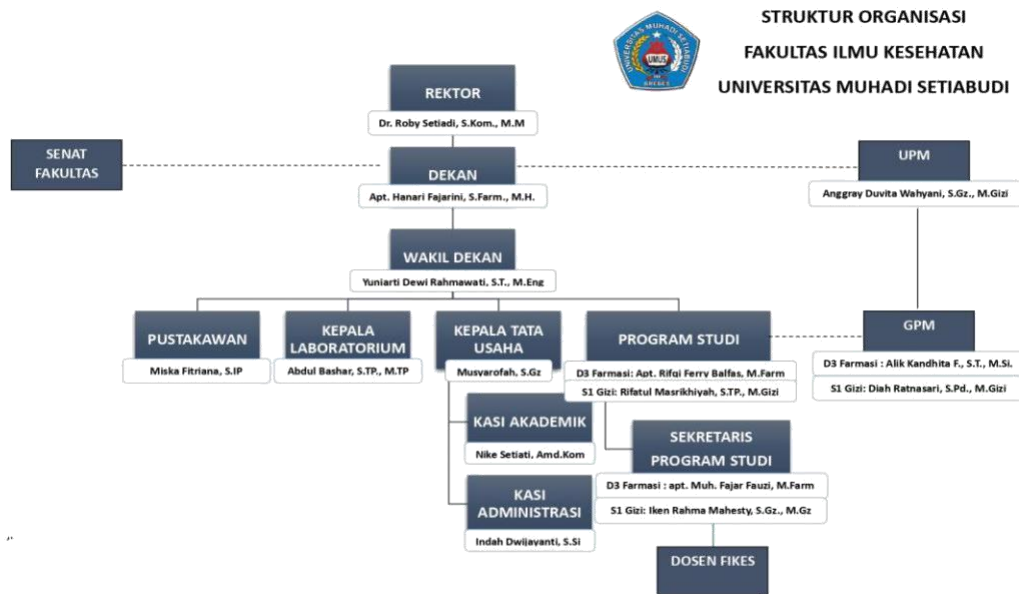 STRUKTUR ORGANISASI
FAKULTAS ILMU KESEHATAN
UNIVERSITAS MUHADI SETIABUDI
UNIVERSITAS MUHADI SETIABUDI
UMUS
BREBES
REKTOR
Dr. Roby Setiadi, S.Kom., M.M
SENAT
FAKULTAS
DEKAN
Apt. Hanari Fajarini, S.Farm., M.H.
UPM
Anggray Duvita Wahyani, S.Gz., M.Gizi
WAKIL DEKAN
Yuniarti Dewi Rahmawati, S.T., M.Eng
PUSTAKAWAN
Miska Fitriana, S.IP
KEPALA
LABORATORIUM
Abdul Bashar, S.TP., M.TP
KEPALA TATA
USAHA
Musyarofah, S.Gz
PROGRAM STUDI
D3 Farmasi: Apt. Rifqi Ferry Balfas, M.Farm
S1 Gizi: Rifatul Masrikhiyah, S.TP., M.Gizi
GPM
D3 Farmasi : Alik Kandhita F., S.T., M.Si.
S1 Gizi: Diah Ratnasari, S.Pd., M.Gizi
KASI AKADEMIK
Nike Setiati, Amd.Kom
SEKRETARIS
PROGRAM STUDI
D3 Farmasi : apt. Muh. Fajar Fauzi, M.Farm
S1 Gizi: Iken Rahma Mahesty, S.Gz., M.Gz
KASI
ADMINISTRASI
Indah Dwijayanti, S.Si
DOSEN FIKES